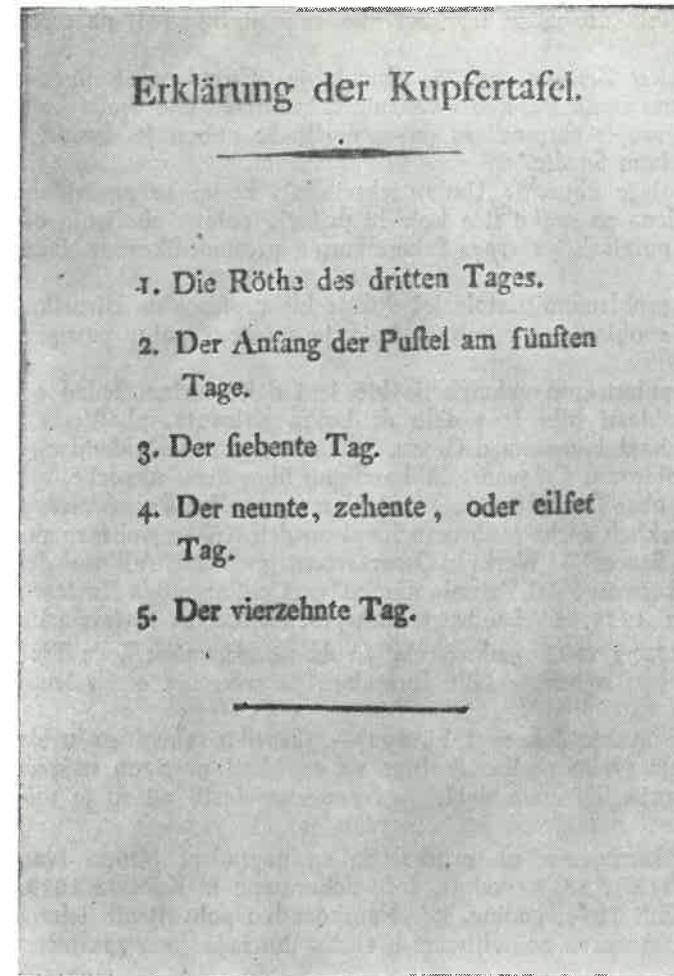 Erklärung der Kupfertafel.
1. Die Röthe des dritten Tages.
2. Der Anfang der Puſtel am fünſten
Tage.
3. Der ſiebente Tag.
4. Der neunte, zehente, oder eilfet
Tag.
5. Der vierzehnte Tag.